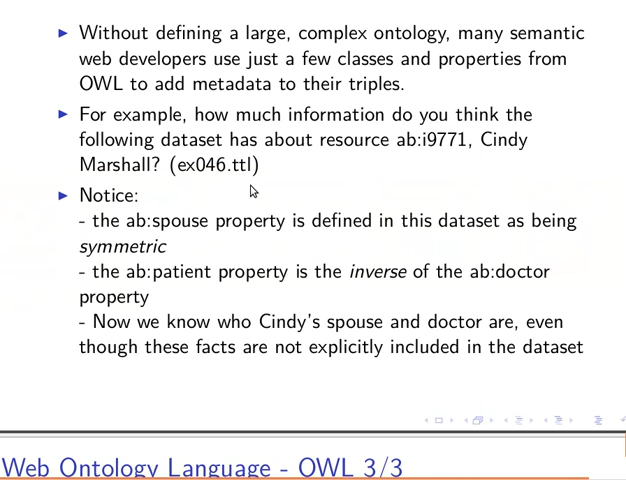 Without defining a large, complex ontology, many semantic
web developers use just a few classes and properties from
OWL to add metadata to their triples.
For example, how much information do you think the
following dataset has about resource ab:i9771, Cindy
Marshall? (ex046.ttl)
Notice:
- the ab:spouse property is defined in this dataset as being
symmetric
- the ab:patient property is the inverse of the ab:doctor
property
- Now we know who Cindy's spouse and doctor are, even
though these facts are not explicitly included in the dataset
Web Ontology Language - OWL 3/3